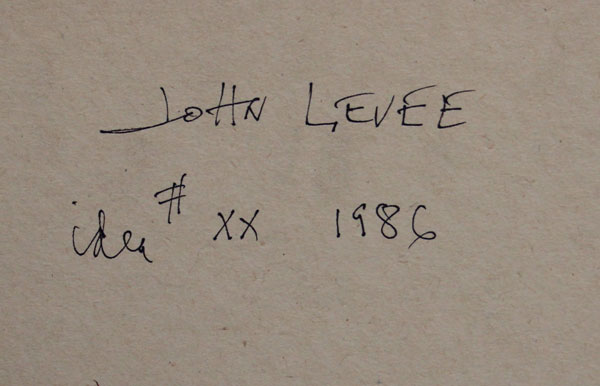 JOHN LEVEE
idea # XX 1986